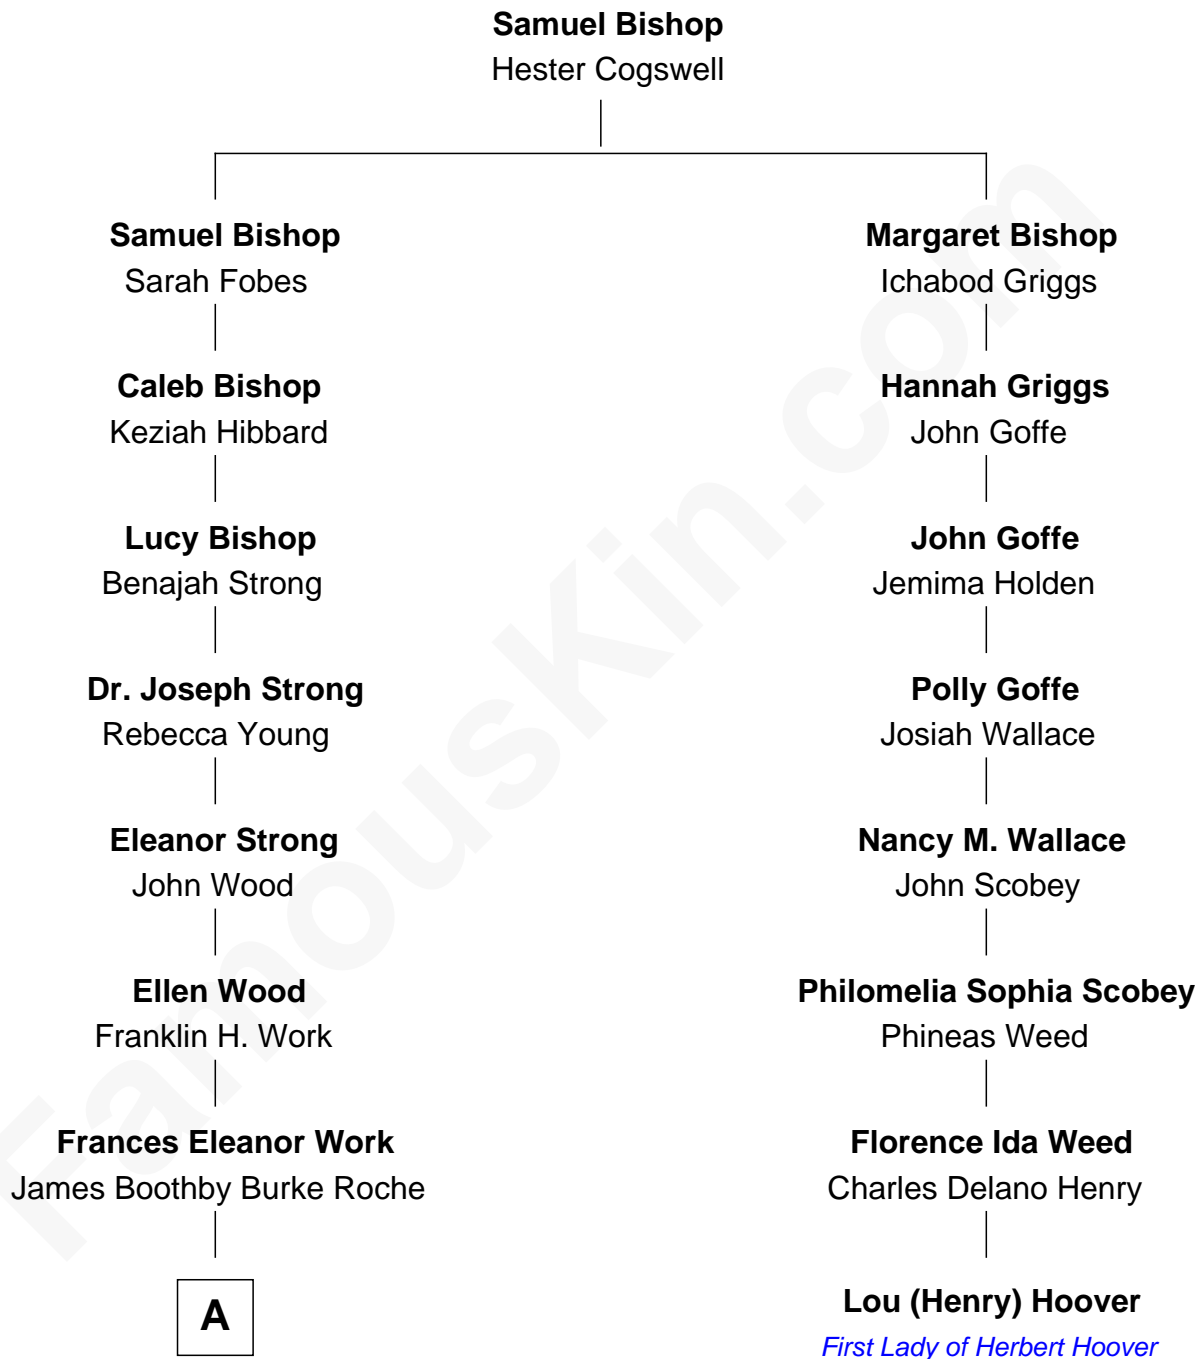 Samuel Bishop
Hester Cogswell
Samuel Bishop
Sarah Fobes
Caleb Bishop
Keziah Hibbard
Lucy Bishop
Benajah Strong
Dr. Joseph Strong
Rebecca Young
Eleanor Strong
John Wood
Ellen Wood
Franklin H. Work
Frances Eleanor Work
James Boothby Burke Roche
A
Margaret Bishop
Ichabod Griggs
Hannah Griggs
John Goffe
John Goffe
Jemima Holden
Polly Goffe
Josiah Wallace
Nancy M. Wallace
John Scobey
Philomelia Sophia Scobey
Phineas Weed
Florence Ida Weed
Charles Delano Henry
Lou (Henry) Hoover
First Lady of Herbert Hoover
FamousKin.com